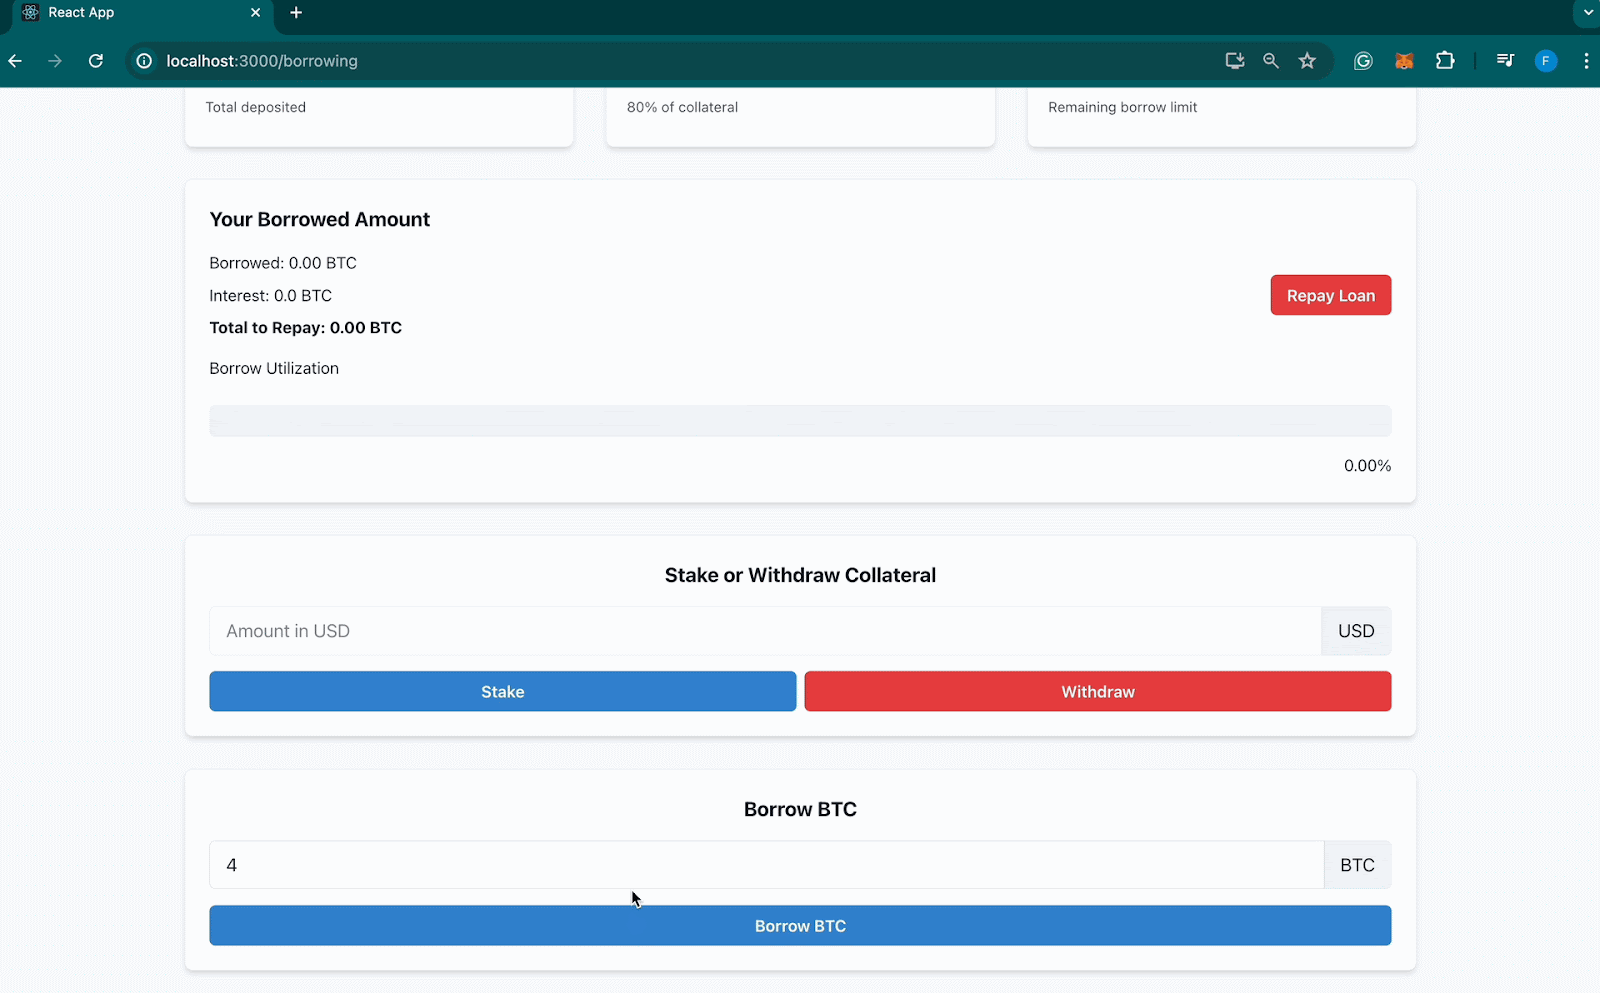 React App
localhost:3000/borrowing
F
Total deposited
80% of collateral
Remaining borrow limit
Your Borrowed Amount
Borrowed: 0.00 BTC
Interest: 0.0 BTC
Repay Loan
Total to Repay: 0.00 BTC
Borrow Utilization
0.00%
Stake or Withdraw Collateral
Amount in USD
USD
Stake
Withdraw
Borrow BTC
4
BTC
Borrow BTC